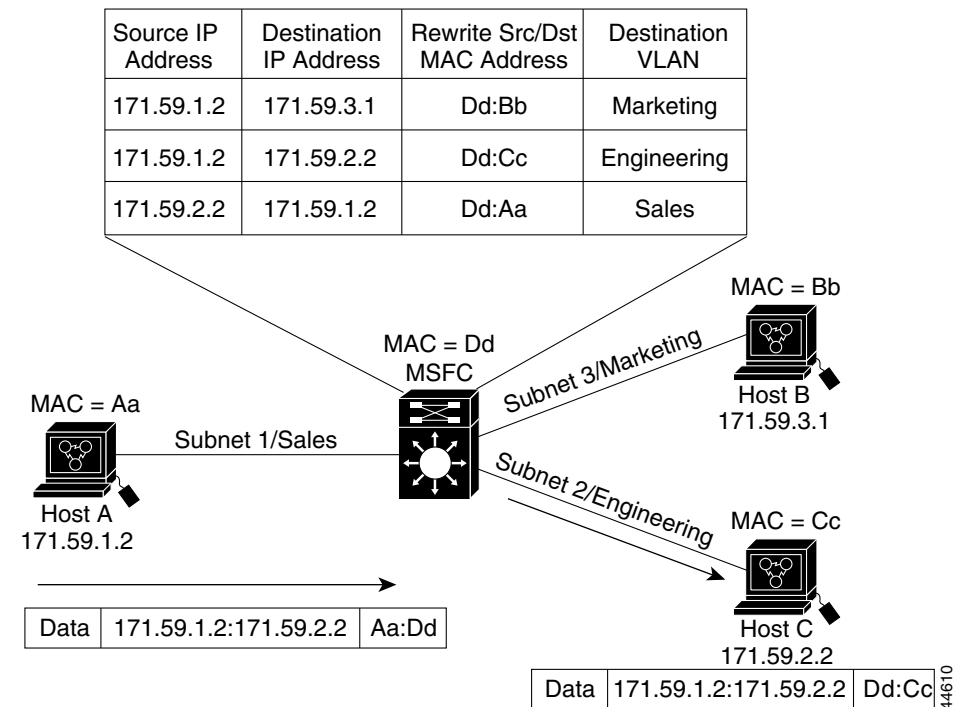 Source IP Address
Destination IP Address
Rewrite Src/Dst MAC Address
Destination VLAN
171.59.1.2
171.59.3.1
Dd:Bb
Marketing
171.59.1.2
171.59.2.2
Dd:Cc
Engineering
171.59.2.2
171.59.1.2
Dd:Aa
Sales
MAC = Bb
MAC = Dd
MSFC
Subnet 3/Marketing
Host B
171.59.3.1
MAC = Aa
Subnet 1/Sales
Host A
171.59.1.2
Subnet 2/Engineering
MAC = Cc
Host C
171.59.2.2
Data
171.59.1.2:171.59.2.2
Aa:Dd
Data
171.59.1.2:171.59.2.2
Dd:Cc
44610